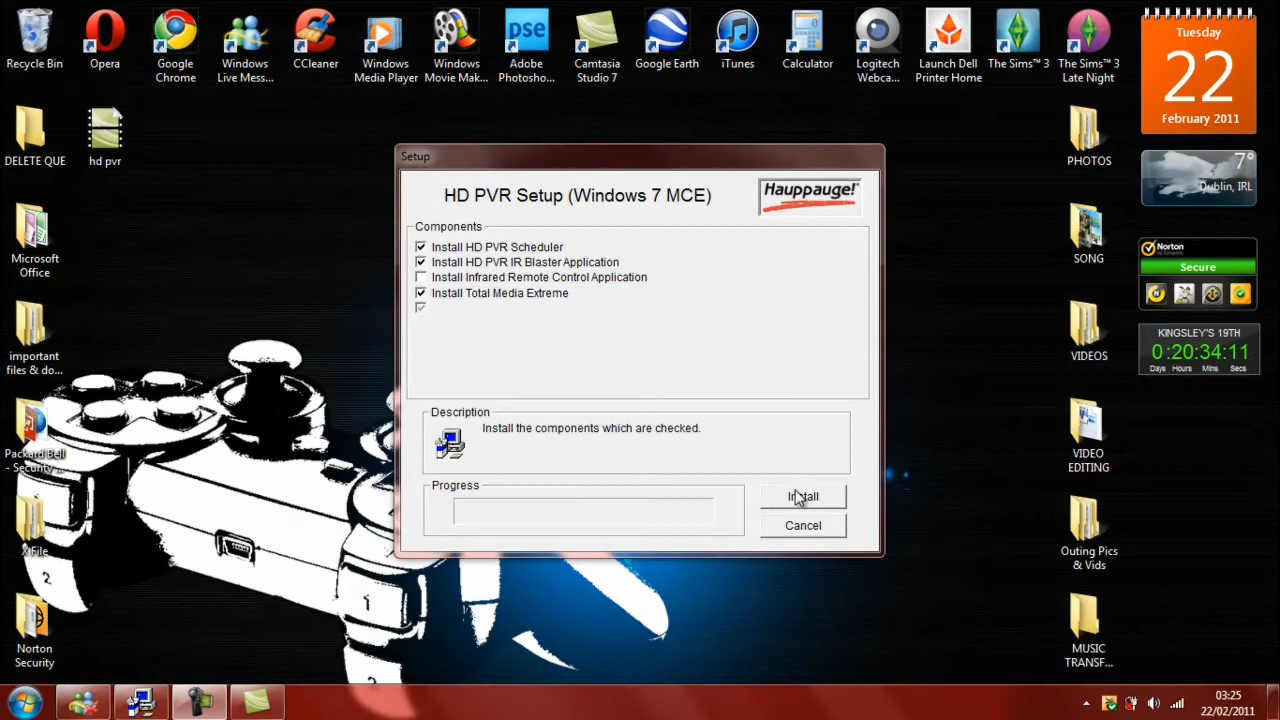 Recycle Bin
Opera
Google
Chrome
Windows
Live Mess...
CCleaner
Windows
Media Player
Windows
Movie Mak...
pse
Adobe
Photosho...
Camtasia
Studio 7
Google Earth
iTunes
Calculator
Logitech
Webca...
Launch Dell
Printer Home
The Sims™ 3
The Sims™ 3
Late Night
Tuesday
22
February 2011
7°
Dublin, IRL
Norton
Secure
KINGSLEY'S 19TH
0:20:34:11
Days Hours Mins Secs
DELETE QUE
hd pvr
Microsoft
Office
important
files & do...
Packard Bell
- Security ...
X File
Norton
Security
PHOTOS
SONG
VIDEOS
VIDEO
EDITING
Outing Pics
& Vids
MUSIC
TRANSF...
Setup
HD PVR Setup (Windows 7 MCE)
Hauppauge!
Components
Install HD PVR Scheduler
Install HD PVR IR Blaster Application
Install Infrared Remote Control Application
Install Total Media Extreme
Description
Install the components which are checked.
Progress
Install
Cancel
2
1
2
03:25
22/02/2011